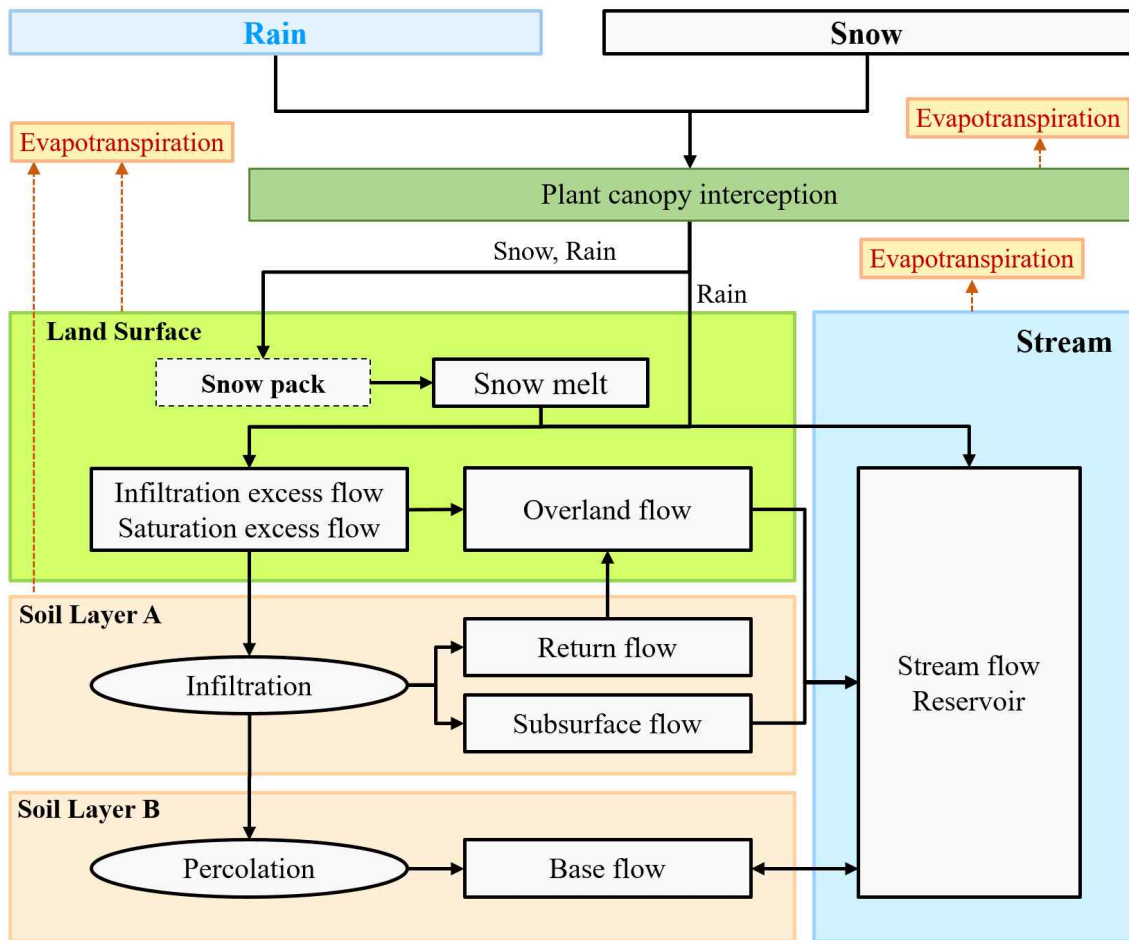 Rain
Snow
Evapotranspiration
Evapotranspiration
Plant canopy interception
Snow, Rain
Evapotranspiration
Rain
Land Surface
Stream
Snow pack
Snow melt
Infiltration excess flow
Saturation excess flow
Overland flow
Soil Layer A
Return flow
Infiltration
Subsurface flow
Stream flow
Reservoir
Soil Layer B
Percolation
Base flow